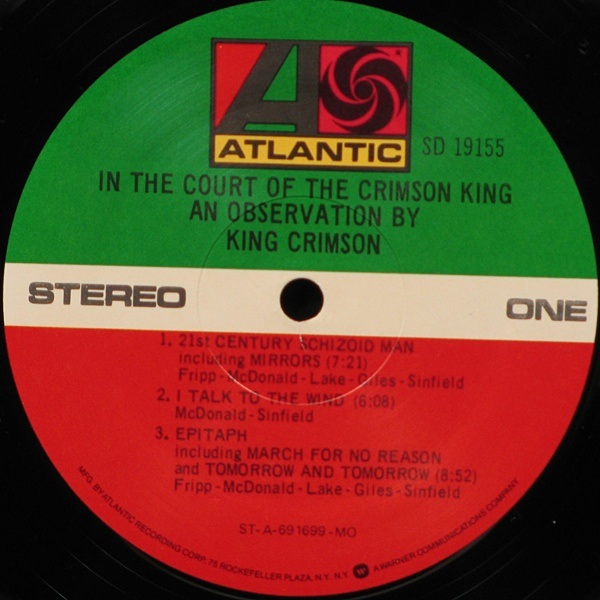 ATLANTIC
SD 19155
IN THE COURT OF THE CRIMSON KING
AN OBSERVATION BY
KING CRIMSON
STEREO
ONE
1. 21st CENTURY SCHIZOID MAN
including MIRRORS (7:21)
Fripp - McDonald - Lake - Giles - Sinfield
2. I TALK TO THE WIND (6:08)
McDonald - Sinfield
3. EPITAPH
including MARCH FOR NO REASON
and TOMORROW AND TOMORROW (8:52)
Fripp - McDonald - Lake - Giles - Sinfield
ST-A-691699-MO
MFG. BY ATLANTIC RECORDING CORP., 75 ROCKEFELLER PLAZA, N.Y., N.Y. A WARNER COMMUNICATIONS COMPANY